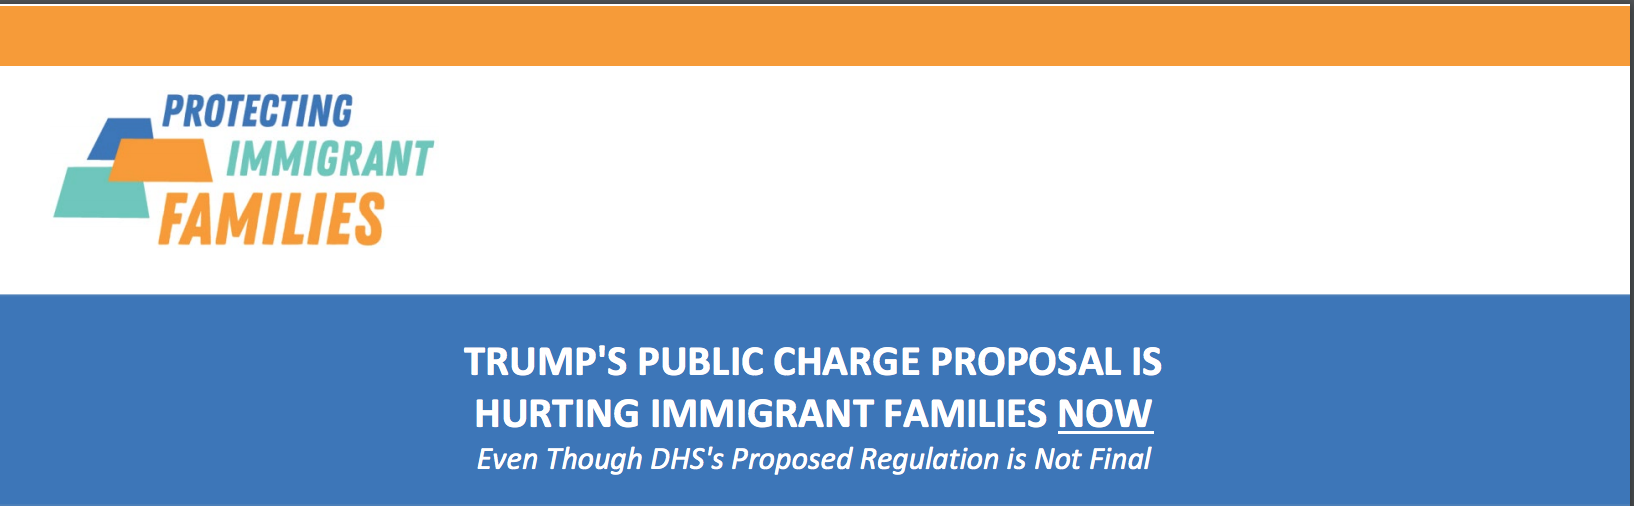 PROTECTING
IMMIGRANT
FAMILIES
TRUMP'S PUBLIC CHARGE PROPOSAL IS
HURTING IMMIGRANT FAMILIES NOW
Even Though DHS's Proposed Regulation is Not Final